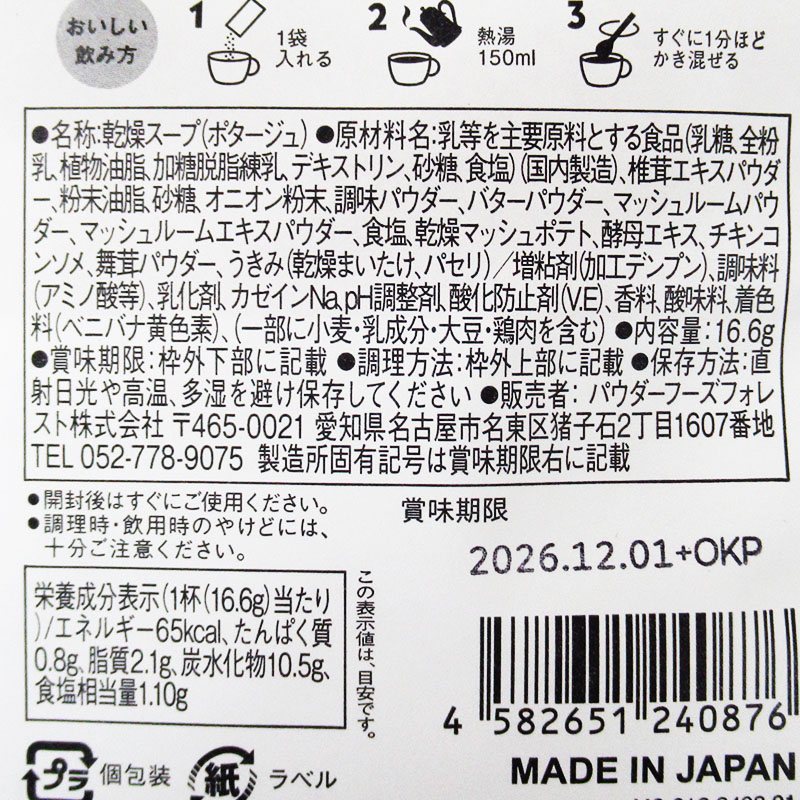 おいしい
飲み方
1
1袋
入れる
2
熱湯
150ml
3
すぐに1分ほど
かき混ぜる
●名称:乾燥スープ(ポタージュ) ●原材料名:乳等を主要原料とする食品(乳糖、全粉
乳、植物油脂、加糖脱脂練乳、デキストリン、砂糖、食塩)(国内製造)、椎茸エキスパウダ
ー、粉末油脂、砂糖、オニオン粉末、調味パウダー、バターパウダー、マッシュルームパウ
ダー、マッシュルームエキスパウダー、食塩、乾燥マッシュポテト、酵母エキス、チキンコ
ンソメ、舞茸パウダー、うきみ(乾燥まいたけ、パセリ)／増粘剤(加工デンプン)、調味料
(アミノ酸等)、乳化剤、カゼインNa、pH調整剤、酸化防止剤(V.E)、香料、酸味料、着色
料(ベニバナ黄色素)、(一部に小麦・乳成分・大豆・鶏肉を含む) ●内容量:16.6g
●賞味期限:枠外下部に記載 ●調理方法:枠外上部に記載 ●保存方法:直
射日光や高温、多湿を避け保存してください ●販売者: パウダーフーズフォレ
スト株式会社 〒465-0021 愛知県名古屋市名東区猪子石2丁目1607番地
TEL 052-778-9075 製造所固有記号は賞味期限右に記載
●開封後はすぐにご使用ください。
●調理時・飲用時のやけどには、
十分ご注意ください。
賞味期限
2026.12.01+OKP
栄養成分表示(1杯(16.6g)当たり
)/エネルギー65kcal、たんぱく質
0.8g、脂質2.1g、炭水化物10.5g、
食塩相当量1.10g
この表示値は、目安です。
4 582651 240876
プラ 個包装
紙 ラベル
MADE IN JAPAN